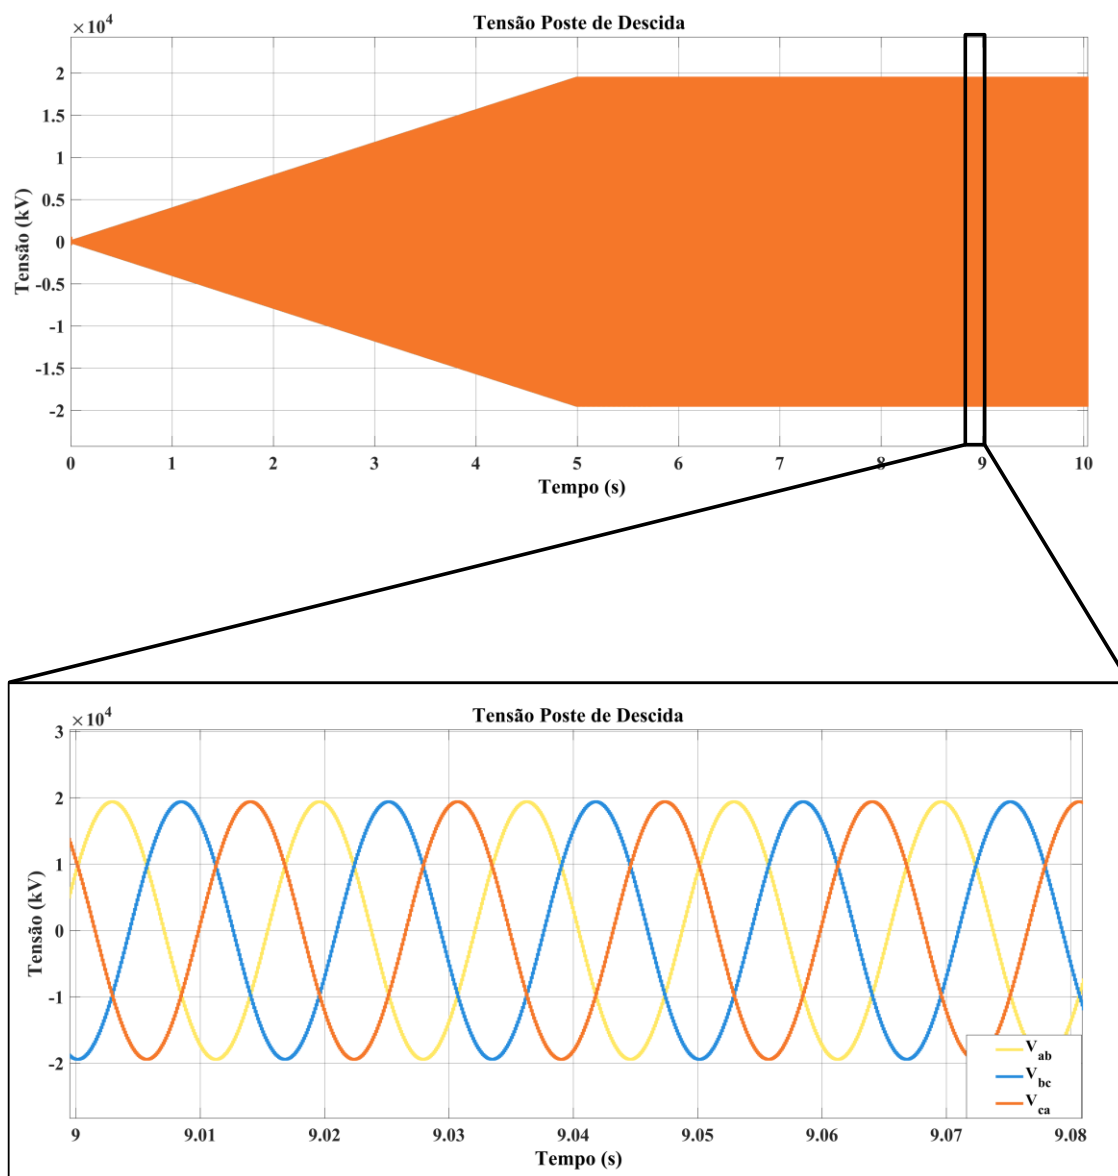 Tensão Poste de Descida
×10⁴
Tensão (kV)
2
1.5
1
0.5
0
-0.5
-1
-1.5
-2
0 1 2 3 4 5 6 7 8 9 10
Tempo (s)
Tensão Poste de Descida
×10⁴
Tensão (kV)
3
2
1
0
-1
-2
V_ab
V_bc
V_ca
9 9.01 9.02 9.03 9.04 9.05 9.06 9.07 9.08
Tempo (s)